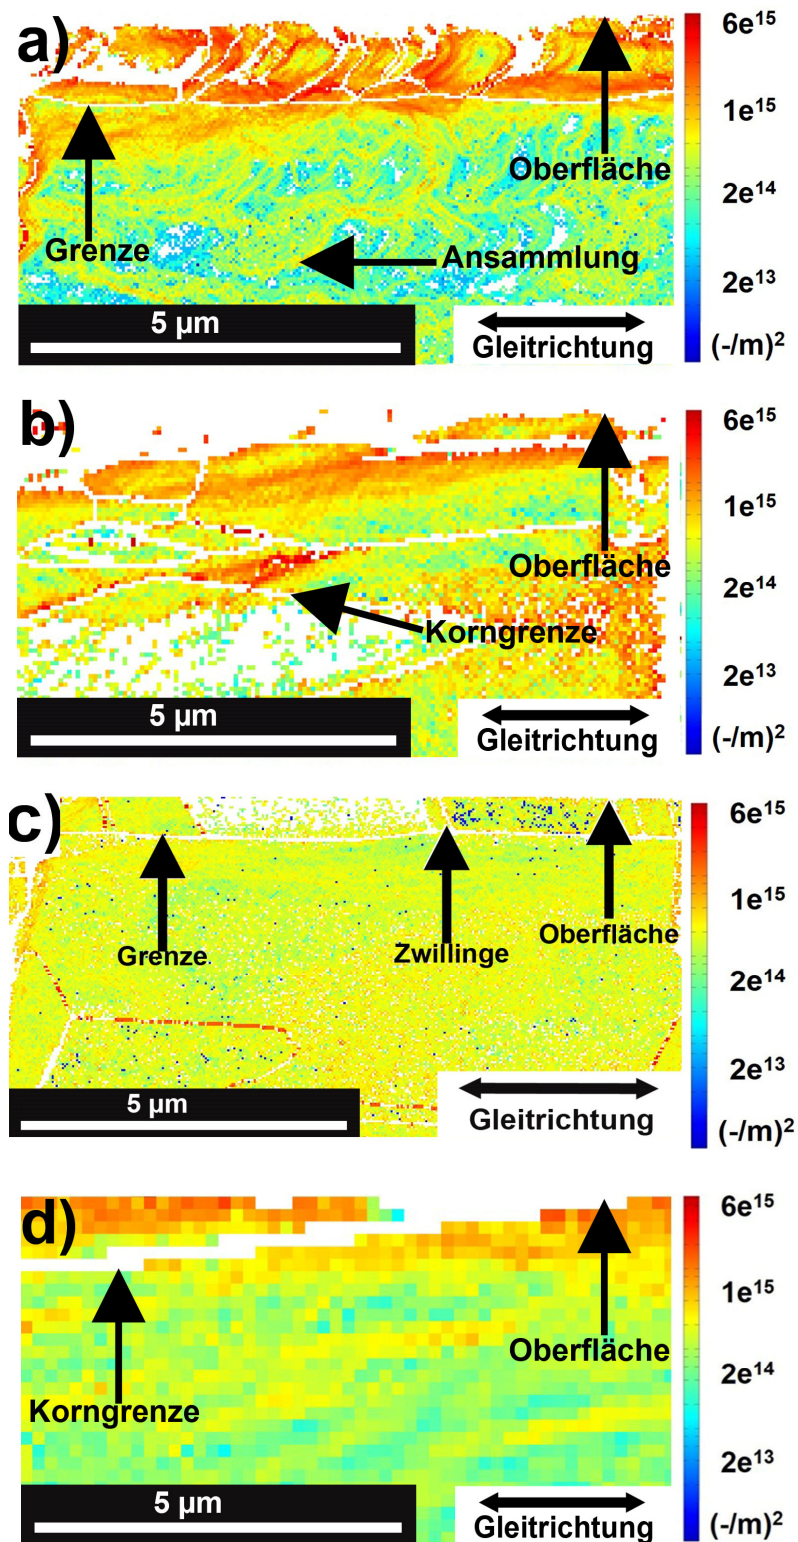 a)
6e15
1e15
Oberfläche
2e14
Grenze
Ansammlung
2e13
5 µm
Gleitrichtung
(-/m)2
b)
6e15
1e15
Oberfläche
2e14
Korngrenze
2e13
5 µm
Gleitrichtung
(-/m)2
c)
6e15
1e15
Grenze
Zwillinge
Oberfläche
2e14
2e13
5 µm
Gleitrichtung
(-/m)2
d)
6e15
1e15
Oberfläche
2e14
Korngrenze
2e13
5 µm
Gleitrichtung
(-/m)2